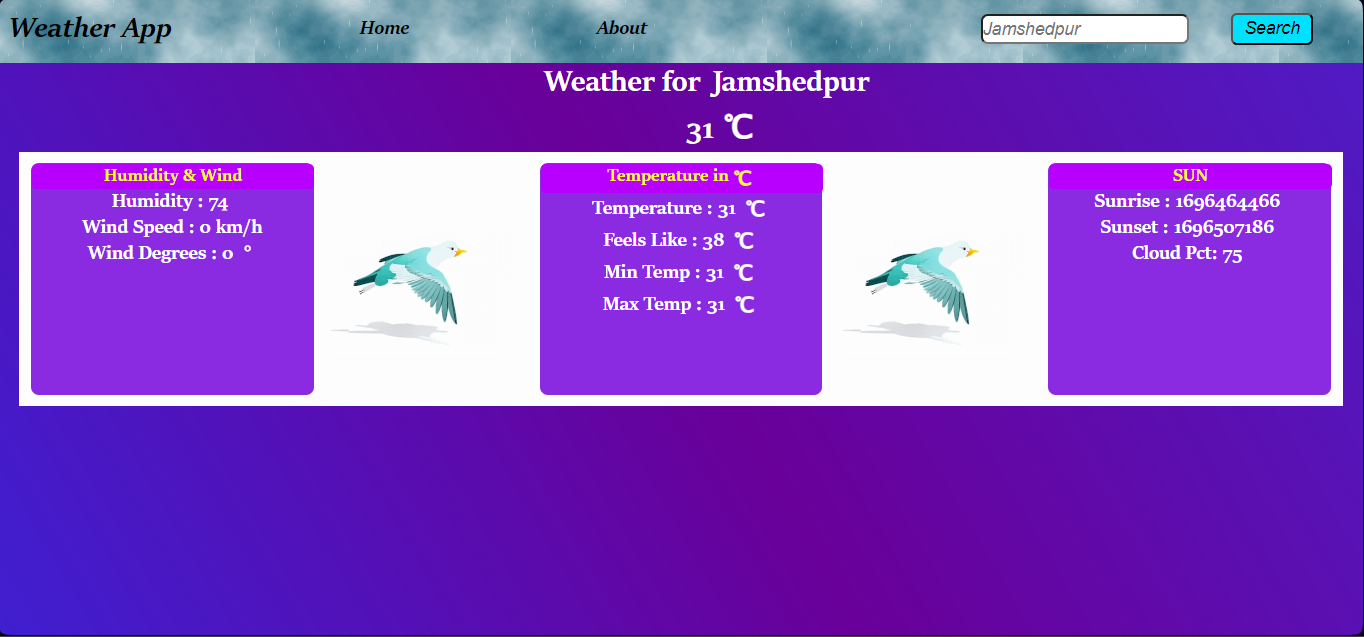 Weather App Home About Jamshedpur Search
Weather for Jamshedpur
31 ℃
Humidity & Wind
Humidity : 74
Wind Speed : 0 km/h
Wind Degrees : 0 °
Temperature in ℃
Temperature : 31 ℃
Feels Like : 38 ℃
Min Temp : 31 ℃
Max Temp : 31 ℃
SUN
Sunrise : 1696464466
Sunset : 1696507186
Cloud Pct: 75